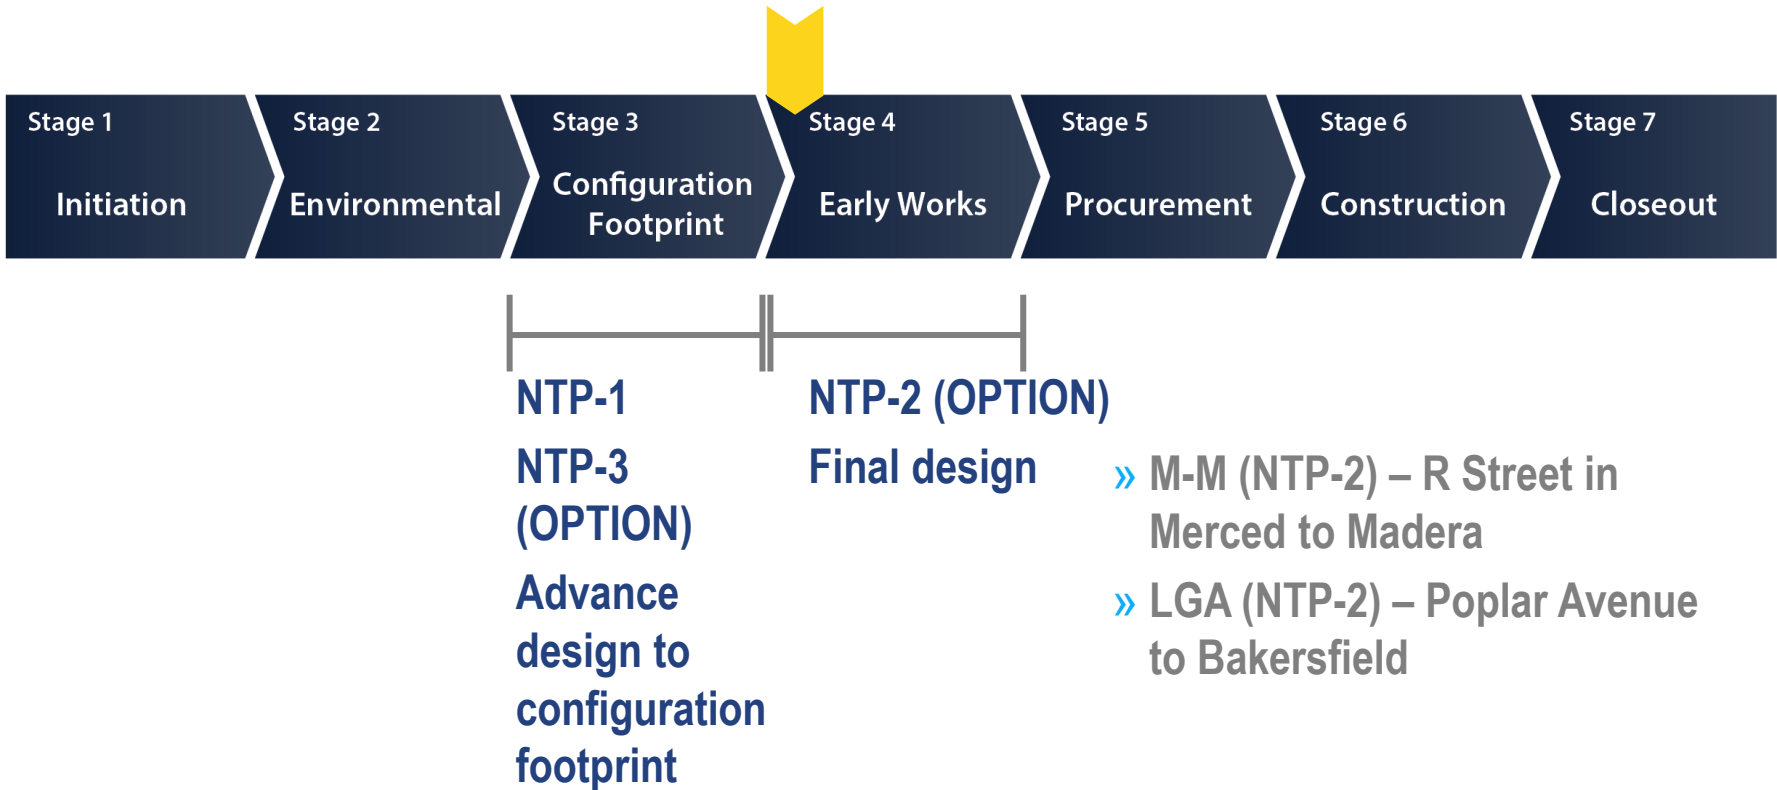 Stage 1
Initiation
Stage 2
Environmental
Stage 3
Configuration
Footprint
Stage 4
Early Works
Stage 5
Procurement
Stage 6
Construction
Stage 7
Closeout
NTP-1
NTP-3
(OPTION)
Advance
design to
configuration
footprint
NTP-2 (OPTION)
Final design
» M-M (NTP-2) – R Street in
Merced to Madera
» LGA (NTP-2) – Poplar Avenue
to Bakersfield